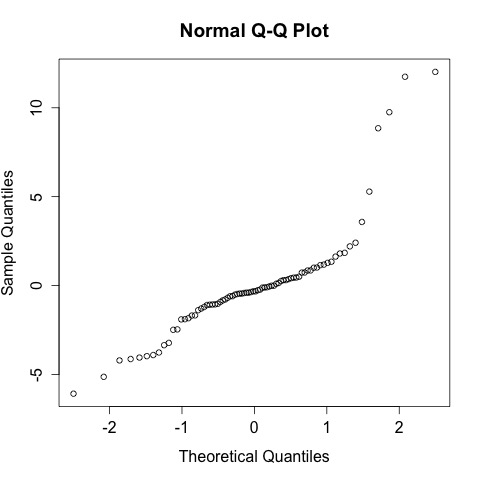 Normal Q-Q Plot
10
5
0
-5
Sample Quantiles
-2 -1 0 1 2
Theoretical Quantiles